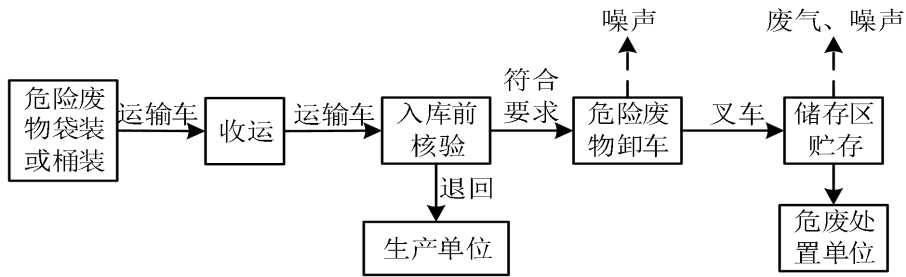 噪声
废气、噪声
危险废
物袋装
或桶装
运输车
收运
运输车
入库前
核验
符合
要求
危险废
物卸车
叉车
储存区
贮存
退回
生产单位
危废处
置单位